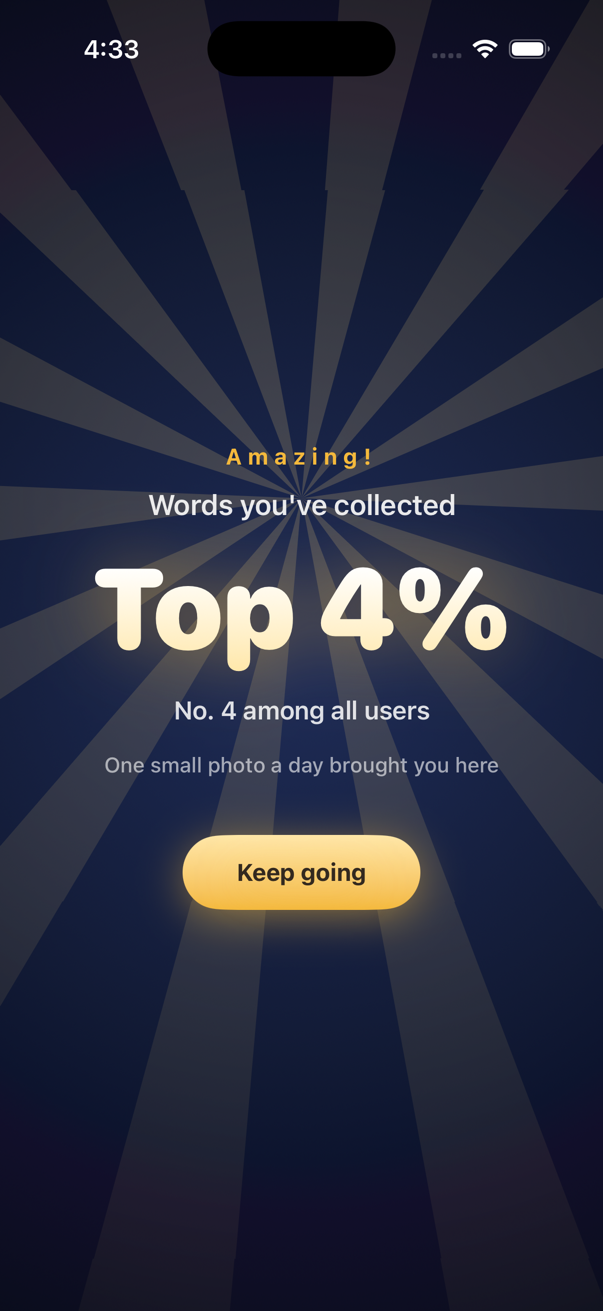 4:33
Amazing!
Words you've collected
Top 4%
No. 4 among all users
One small photo a day brought you here
Keep going